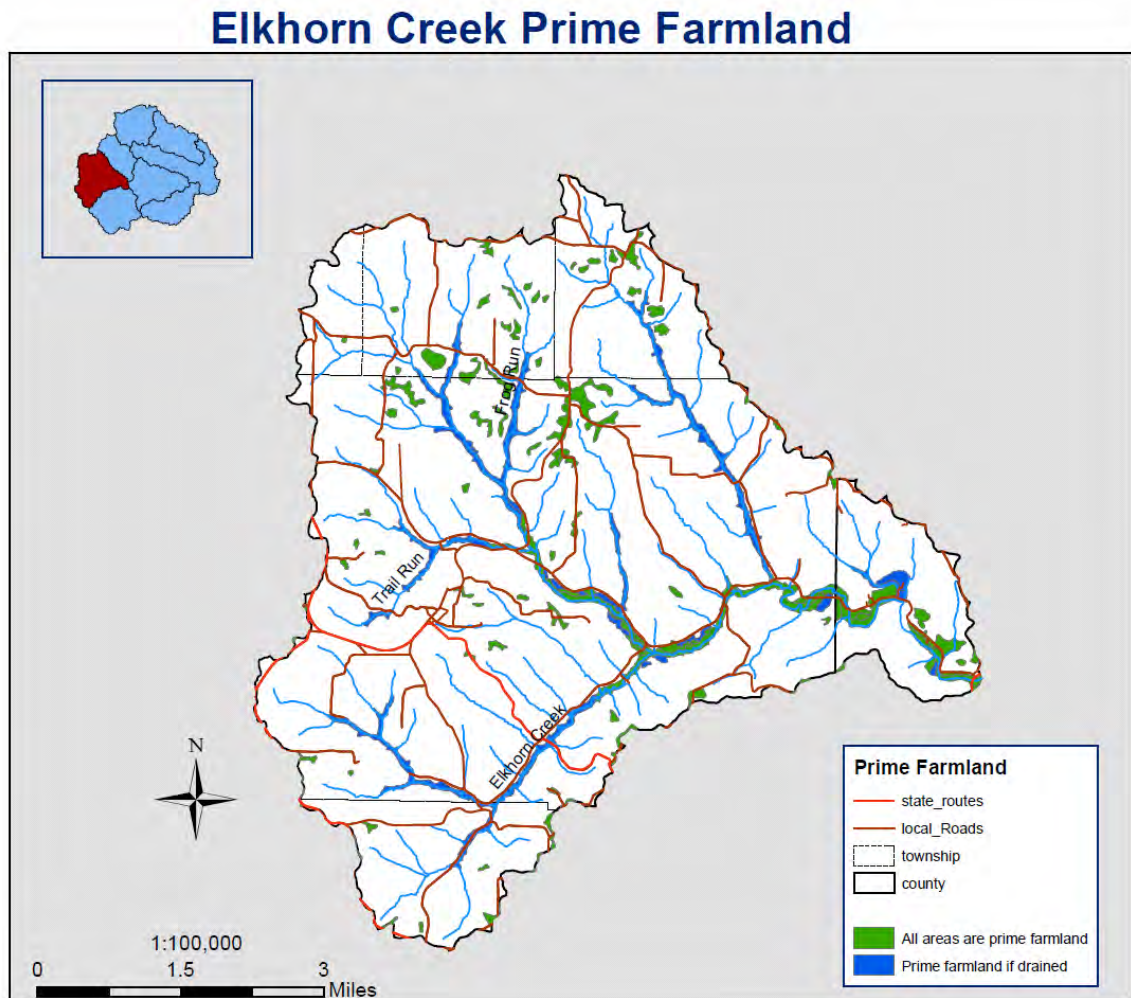 Elkhorn Creek Prime Farmland
Frog Run
Trail Run
Elkhorn Creek
N
1:100,000
0 1.5 3
Miles
Prime Farmland
state_routes
local_Roads
township
county
All areas are prime farmland
Prime farmland if drained